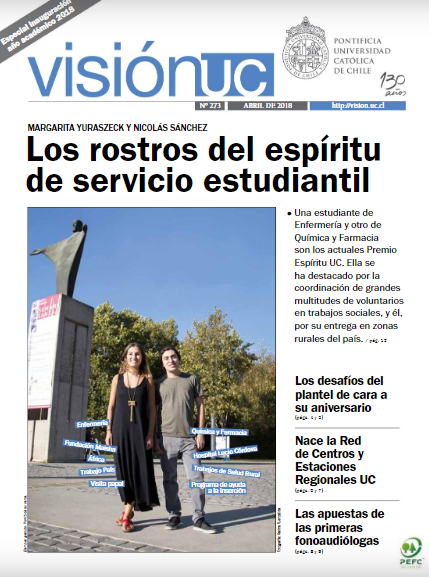 Especial Inauguración
año académico 2018
visiónuc
PONTIFICIA
UNIVERSIDAD
CATÓLICA
DE CHILE
130
años
Nº 273
ABRIL DE 2018
http://vision.uc.cl
MARGARITA YURASZECK Y NICOLÁS SÁNCHEZ
Los rostros del espíritu
de servicio estudiantil
• Una estudiante de
Enfermería y otro de
Química y Farmacia
son los actuales Premio
Espíritu UC. Ella se
ha destacado por la
coordinación de grandes
multitudes de voluntarios
en trabajos sociales, y él,
por su entrega en zonas
rurales del país. / pág. 12
Enfermería
África
Trabajo País
Visita papal
Química y Farmacia
Hospital Lucio Córdova
Trabajos de Salud Rural
Programa de ayuda
a la inserción
Los desafíos del
plantel de cara a
su aniversario
Nace la Red
de Centros y
Estaciones
Regionales UC
Las apuestas de
las primeras
fonoaudiólogas
PEFC